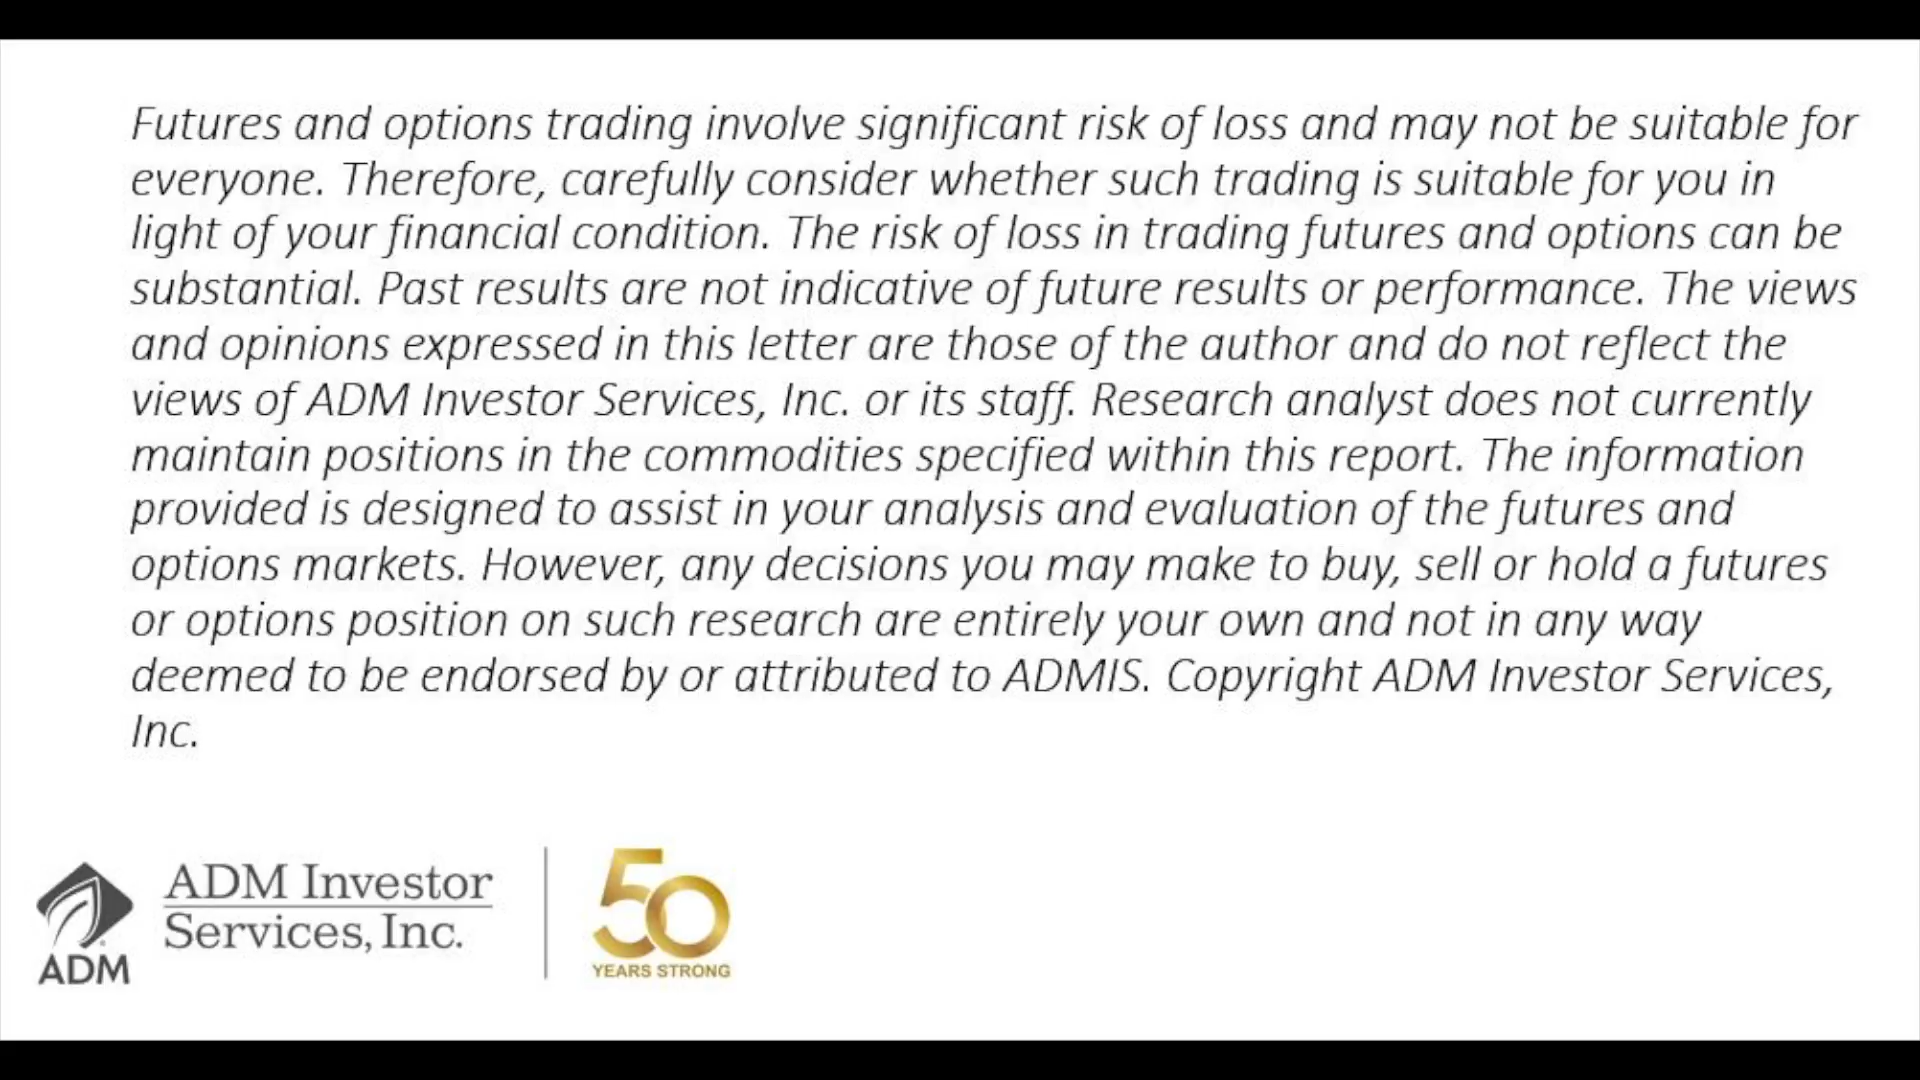 Futures and options trading involve significant risk of loss and may not be suitable for
everyone. Therefore, carefully consider whether such trading is suitable for you in
light of your financial condition. The risk of loss in trading futures and options can be
substantial. Past results are not indicative of future results or performance. The views
and opinions expressed in this letter are those of the author and do not reflect the
views of ADM Investor Services, Inc. or its staff. Research analyst does not currently
maintain positions in the commodities specified within this report. The information
provided is designed to assist in your analysis and evaluation of the futures and
options markets. However, any decisions you may make to buy, sell or hold a futures
or options position on such research are entirely your own and not in any way
deemed to be endorsed by or attributed to ADMIS. Copyright ADM Investor Services,
Inc.
ADM
ADM Investor
Services, Inc.
50
YEARS STRONG